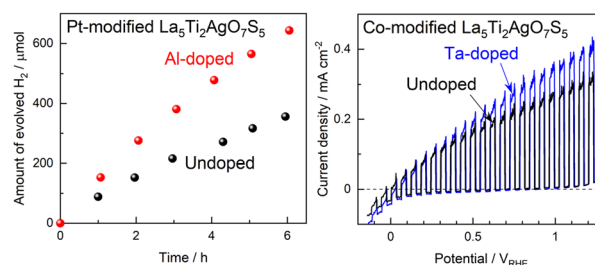 Pt-modified La5Ti2AgO7S5
Al-doped
Undoped
Amount of evolved H2 / μmol
600
400
200
0
0
2
4
6
Time / h
Co-modified La5Ti2AgO7S5
Ta-doped
Undoped
Current density / mA cm-2
0.4
0.2
0
0
0.5
1
Potential / VRHE